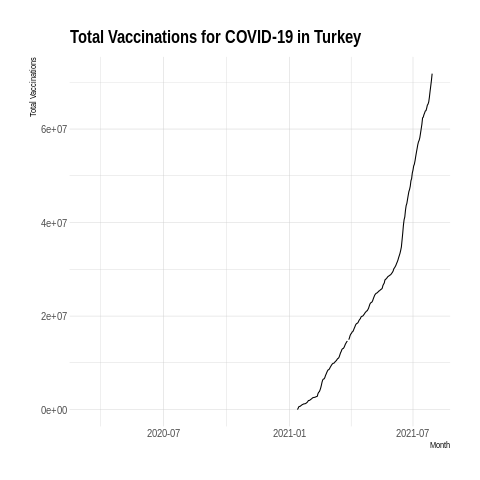 Total Vaccinations for COVID-19 in Turkey
Total Vaccinations
6e+07
4e+07
2e+07
0e+00
2020-07
2021-01
2021-07
Month